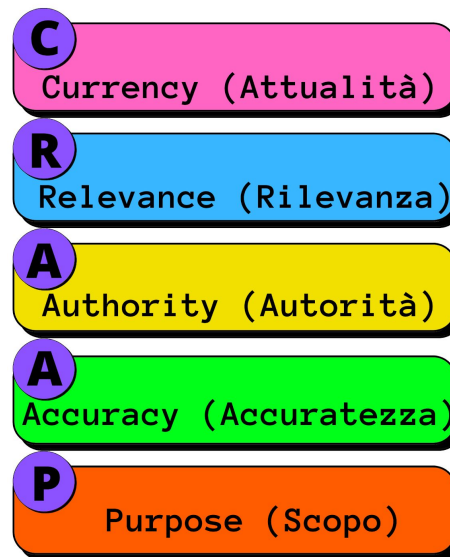 C
Currency (Attualità)
R
Relevance (Rilevanza)
A
Authority (Autorità)
A
Accuracy (Accuratezza)
P
Purpose (Scopo)